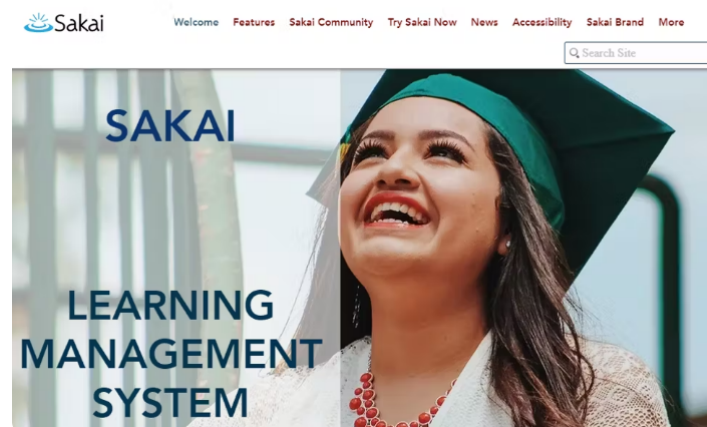 Sakai
Welcome Features Sakai Community Try Sakai Now News Accessibility Sakai Brand More
Search Site
SAKAI
LEARNING
MANAGEMENT
SYSTEM